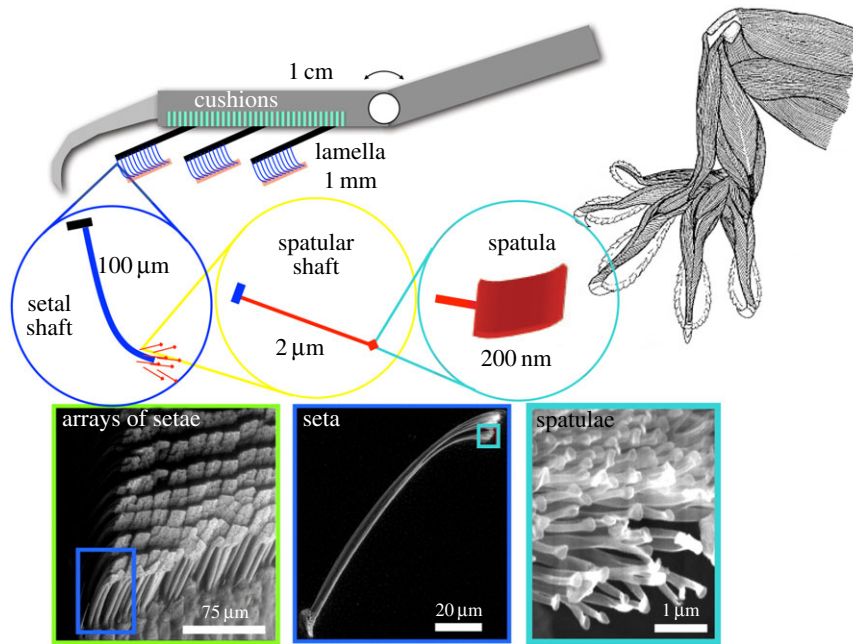 1 cm
cushions
lamella
1 mm
100 µm
setal
shaft
spatular
shaft
2 µm
spatula
200 nm
arrays of setae
75 µm
seta
20 µm
spatulae
1 µm